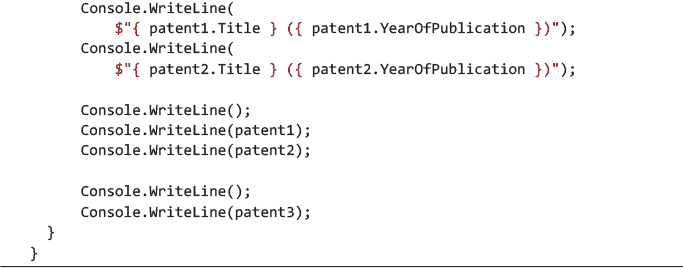 Console.WriteLine(
$"{ patent1.Title } ({ patent1.YearOfPublication })");
Console.WriteLine(
$"{ patent2.Title } ({ patent2.YearOfPublication })");
Console.WriteLine();
Console.WriteLine(patent1);
Console.WriteLine(patent2);
Console.WriteLine();
Console.WriteLine(patent3);
}
}